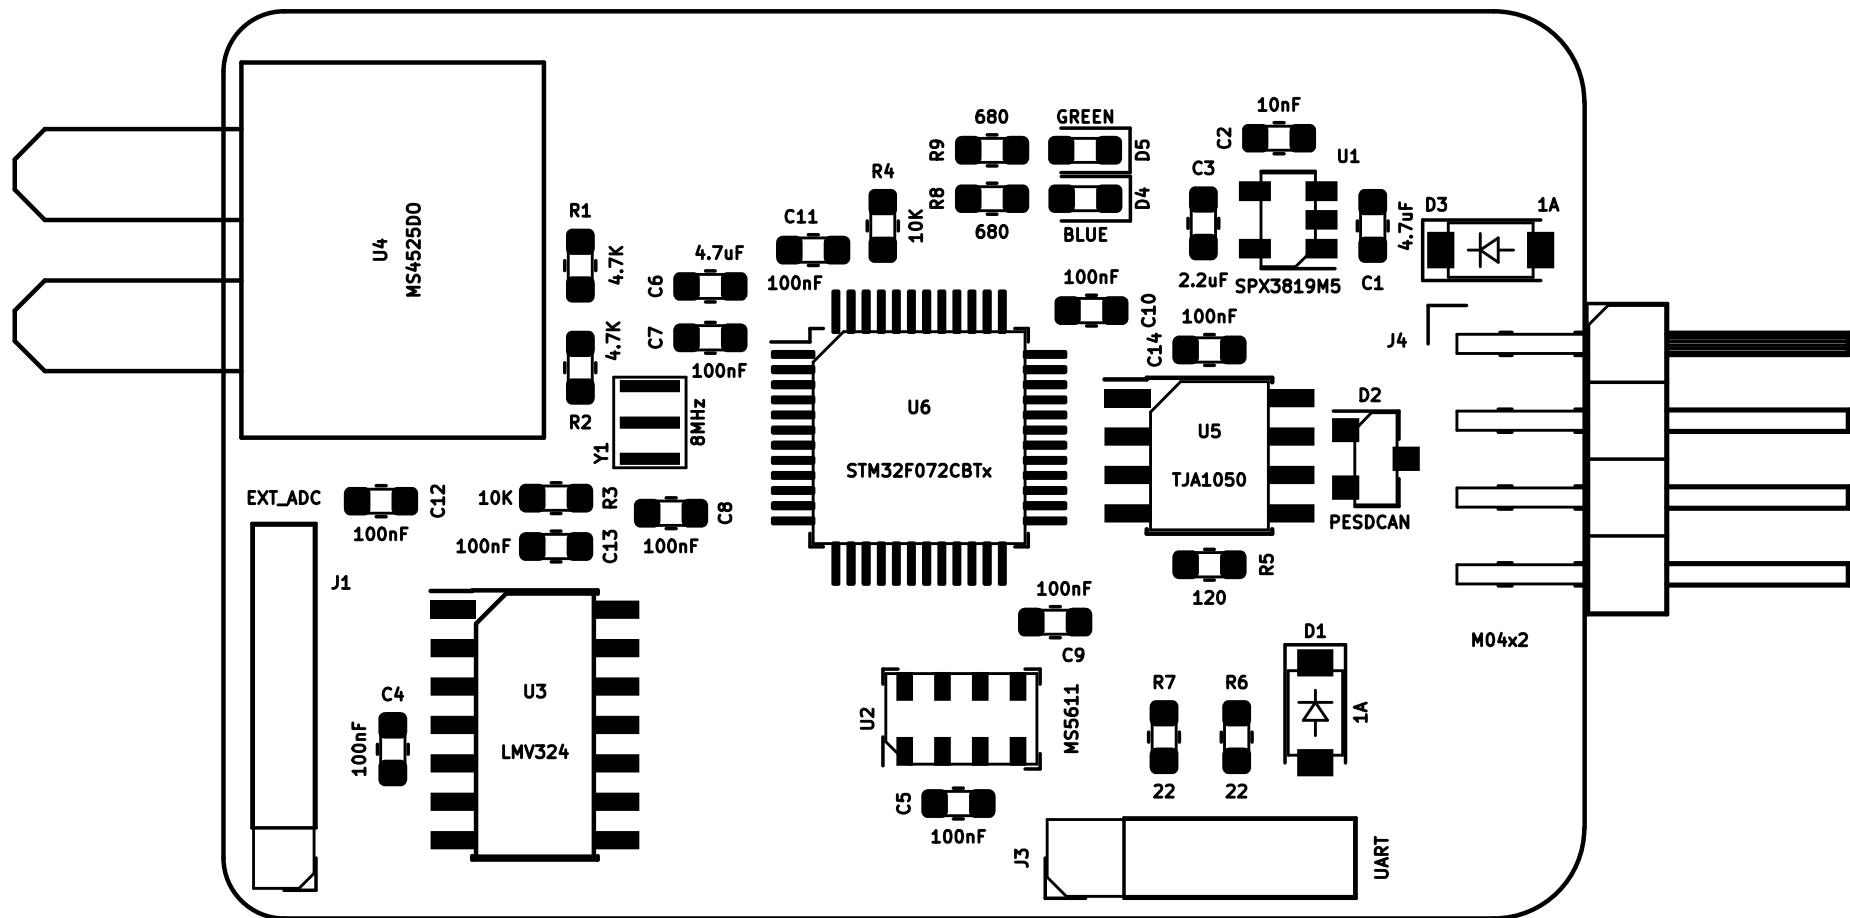 10nF
C2
U1
680
GREEN
R9
D5
R4
C3
R8
D4
10K
680
BLUE
C11
100nF
R1
4.7K
U4
MS4525DO
4.7uF
C6
2.2uF
SPX3819M5
4.7uF
C1
D3
1A
100nF
C10
100nF
C14
J4
C7
100nF
4.7K
R2
8MHz
Y1
U6
STM32F072CBTx
U5
TJA1050
D2
PESDCAN
EXT_ADC
C12
100nF
10K
R3
C8
100nF
100nF
C13
J1
R5
120
100nF
C9
D1
1A
M04x2
U3
LMV324
C4
100nF
U2
MS5611
R7
R6
22
22
C5
100nF
J3
UART